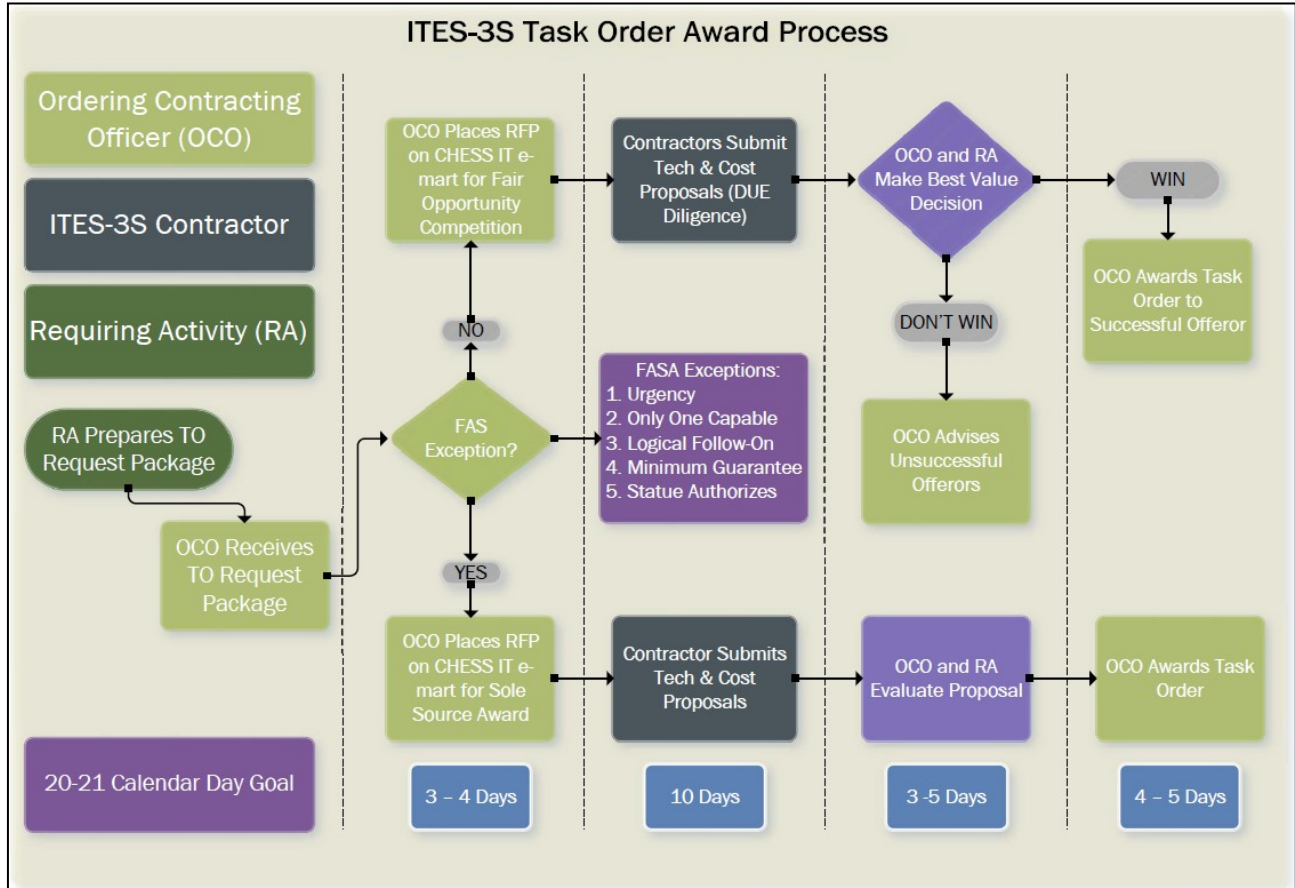 ITES-3S Task Order Award Process
Ordering Contracting
Officer (OCO)
ITES-3S Contractor
Requiring Activity (RA)
RA Prepares TO
Request Package
OCO Receives
TO Request
Package
20-21 Calendar Day Goal
OCO Places RFP
on CHESS IT e-
mart for Fair
Opportunity
Competition
NO
FAS
Exception?
YES
OCO Places RFP
on CHESS IT e-
mart for Sole
Source Award
3 – 4 Days
Contractors Submit
Tech & Cost
Proposals (DUE
Diligence)
FASA Exceptions:
1. Urgency
2. Only One Capable
3. Logical Follow-On
4. Minimum Guarantee
5. Statue Authorizes
Contractor Submits
Tech & Cost
Proposals
10 Days
OCO and RA
Make Best Value
Decision
DON'T WIN
OCO Advises
Unsuccessful
Offerors
OCO and RA
Evaluate Proposal
3 -5 Days
WIN
OCO Awards Task
Order to
Successful Offeror
OCO Awards Task
Order
4 – 5 Days